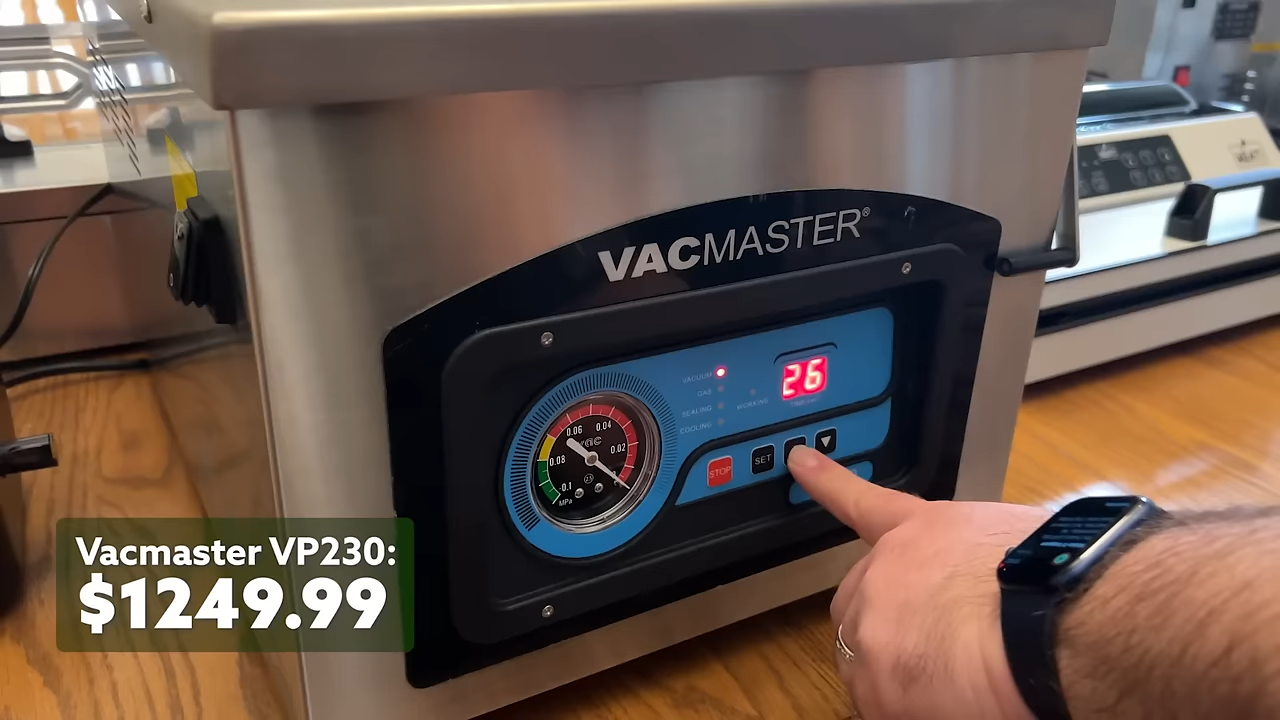 VACMASTER®
VACUUM
GAS
SEALING
COOLING
WORKING
26
STOP
SET
0.06 0.04
0.08 0.02
-0.1
MPa
MEAT!
Vacmaster VP230:
$1249.99